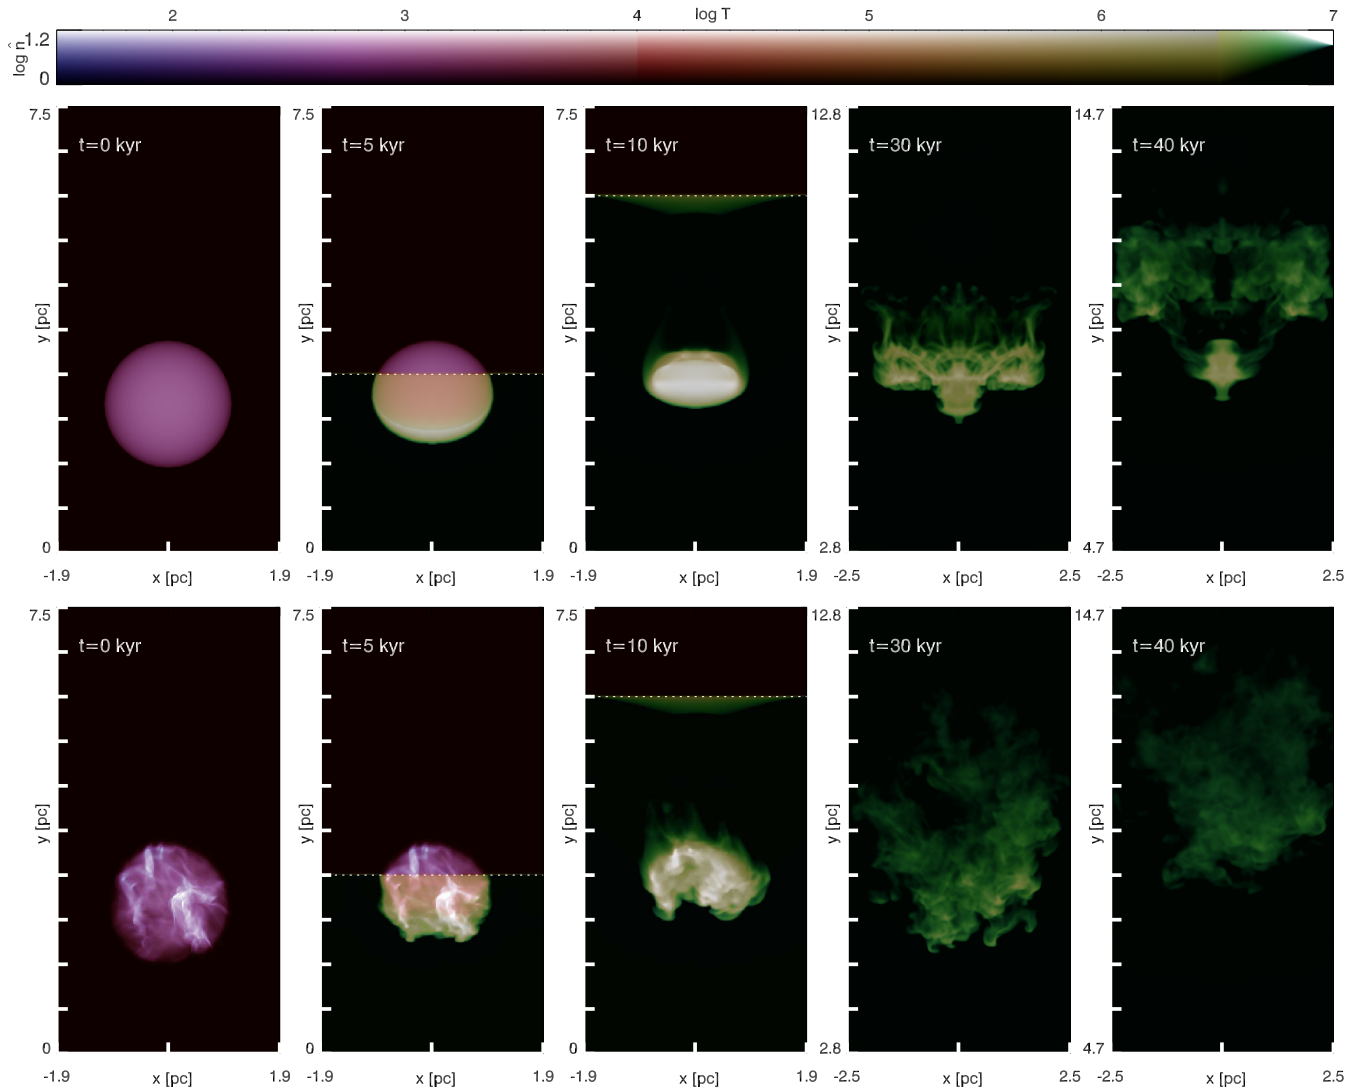 2 3 4 log T 5 6 7
log n̂ 1.2
0
7.5 7.5 7.5 12.8 14.7
t=0 kyr t=5 kyr t=10 kyr t=30 kyr t=40 kyr
y [pc] y [pc] y [pc] y [pc] y [pc]
0 0 0 2.8 4.7
-1.9 x [pc] 1.9 -1.9 x [pc] 1.9 -1.9 x [pc] 1.9 -2.5 x [pc] 2.5 -2.5 x [pc] 2.5
7.5 7.5 7.5 12.8 14.7
t=0 kyr t=5 kyr t=10 kyr t=30 kyr t=40 kyr
y [pc] y [pc] y [pc] y [pc] y [pc]
0 0 0 2.8 4.7
-1.9 x [pc] 1.9 -1.9 x [pc] 1.9 -1.9 x [pc] 1.9 -2.5 x [pc] 2.5 -2.5 x [pc] 2.5